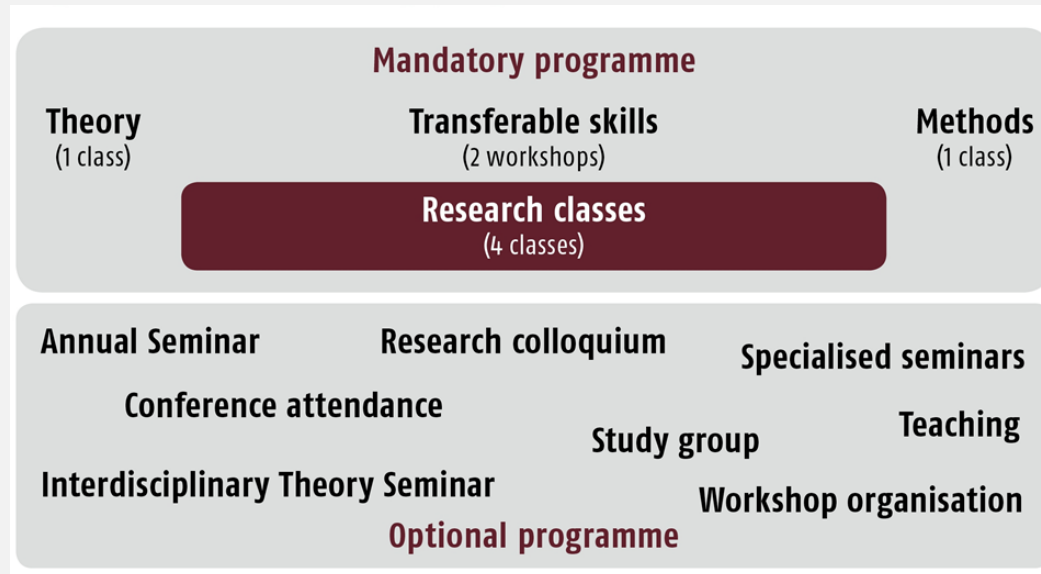 Mandatory programme
Theory
(1 class)
Transferable skills
(2 workshops)
Methods
(1 class)
Research classes
(4 classes)
Annual Seminar
Research colloquium
Specialised seminars
Conference attendance
Teaching
Study group
Interdisciplinary Theory Seminar
Workshop organisation
Optional programme